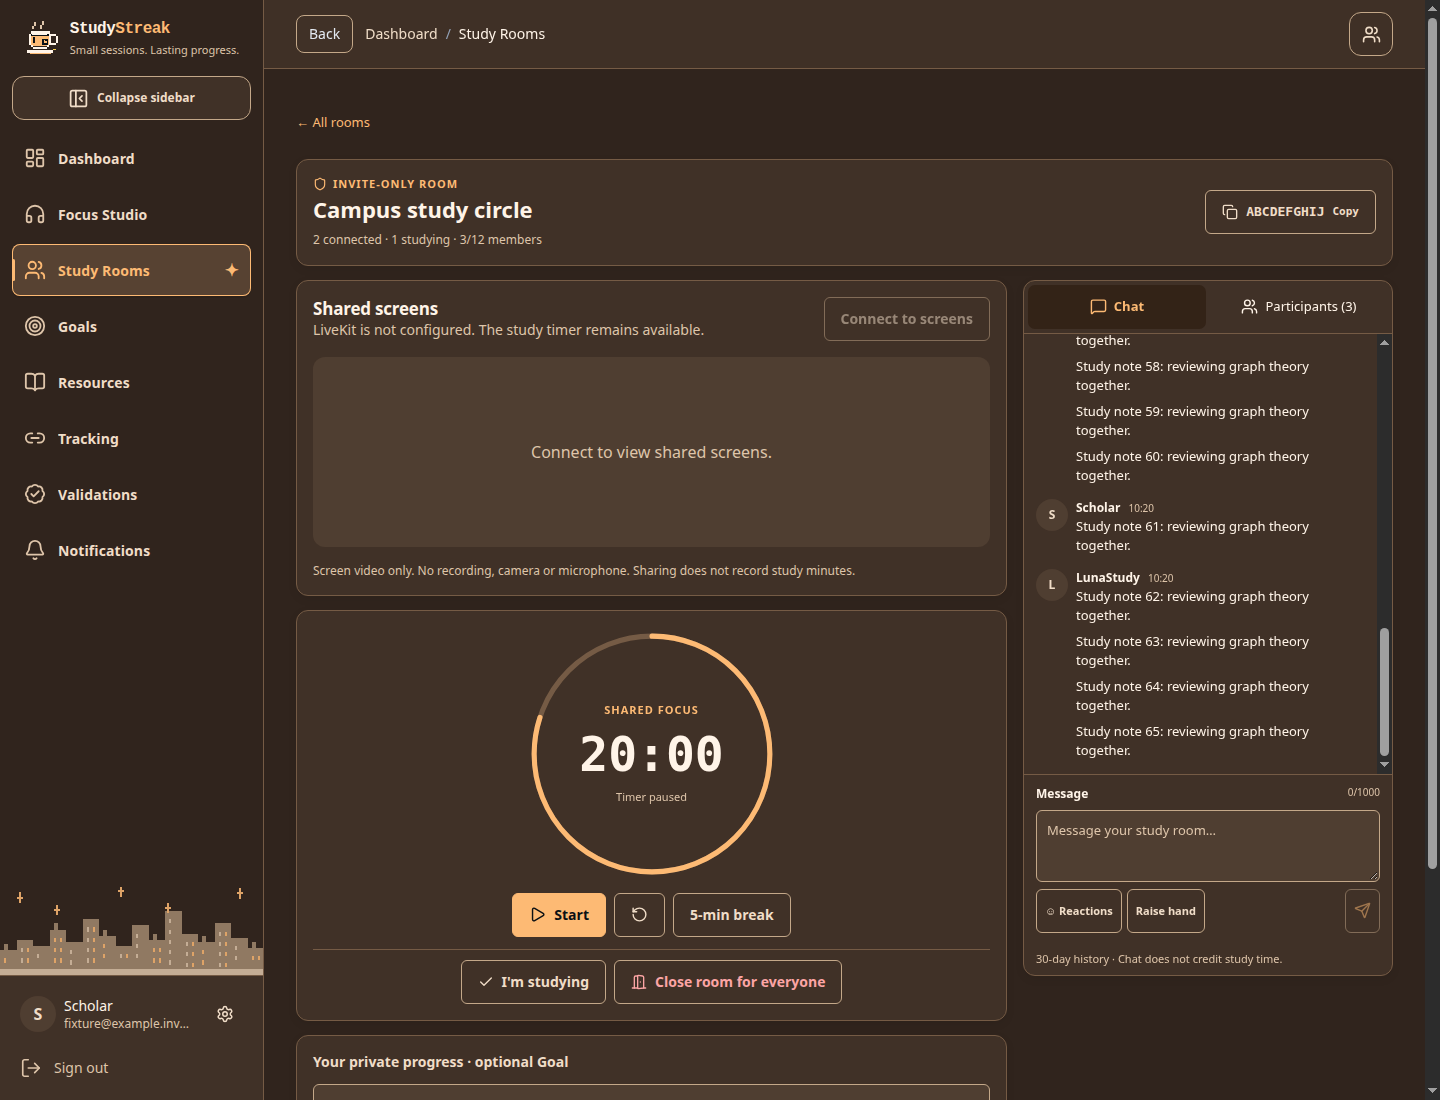 StudyStreak
Small sessions. Lasting progress.
Collapse sidebar
Dashboard
Focus Studio
Study Rooms
Goals
Resources
Tracking
Validations
Notifications
S
Scholar
fixture@example.inv...
Sign out
Back
Dashboard / Study Rooms
← All rooms
INVITE-ONLY ROOM
Campus study circle
2 connected · 1 studying · 3/12 members
ABCDEFGHIJ Copy
Shared screens
LiveKit is not configured. The study timer remains available.
Connect to screens
Connect to view shared screens.
Screen video only. No recording, camera or microphone. Sharing does not record study minutes.
SHARED FOCUS
20:00
Timer paused
Start
5-min break
I'm studying
Close room for everyone
Your private progress · optional Goal
Chat
Participants (3)
together.
Study note 58: reviewing graph theory
together.
Study note 59: reviewing graph theory
together.
Study note 60: reviewing graph theory
together.
S
Scholar 10:20
Study note 61: reviewing graph theory
together.
L
LunaStudy 10:20
Study note 62: reviewing graph theory
together.
Study note 63: reviewing graph theory
together.
Study note 64: reviewing graph theory
together.
Study note 65: reviewing graph theory
together.
Message 0/1000
Message your study room...
☺ Reactions
Raise hand
30-day history · Chat does not credit study time.